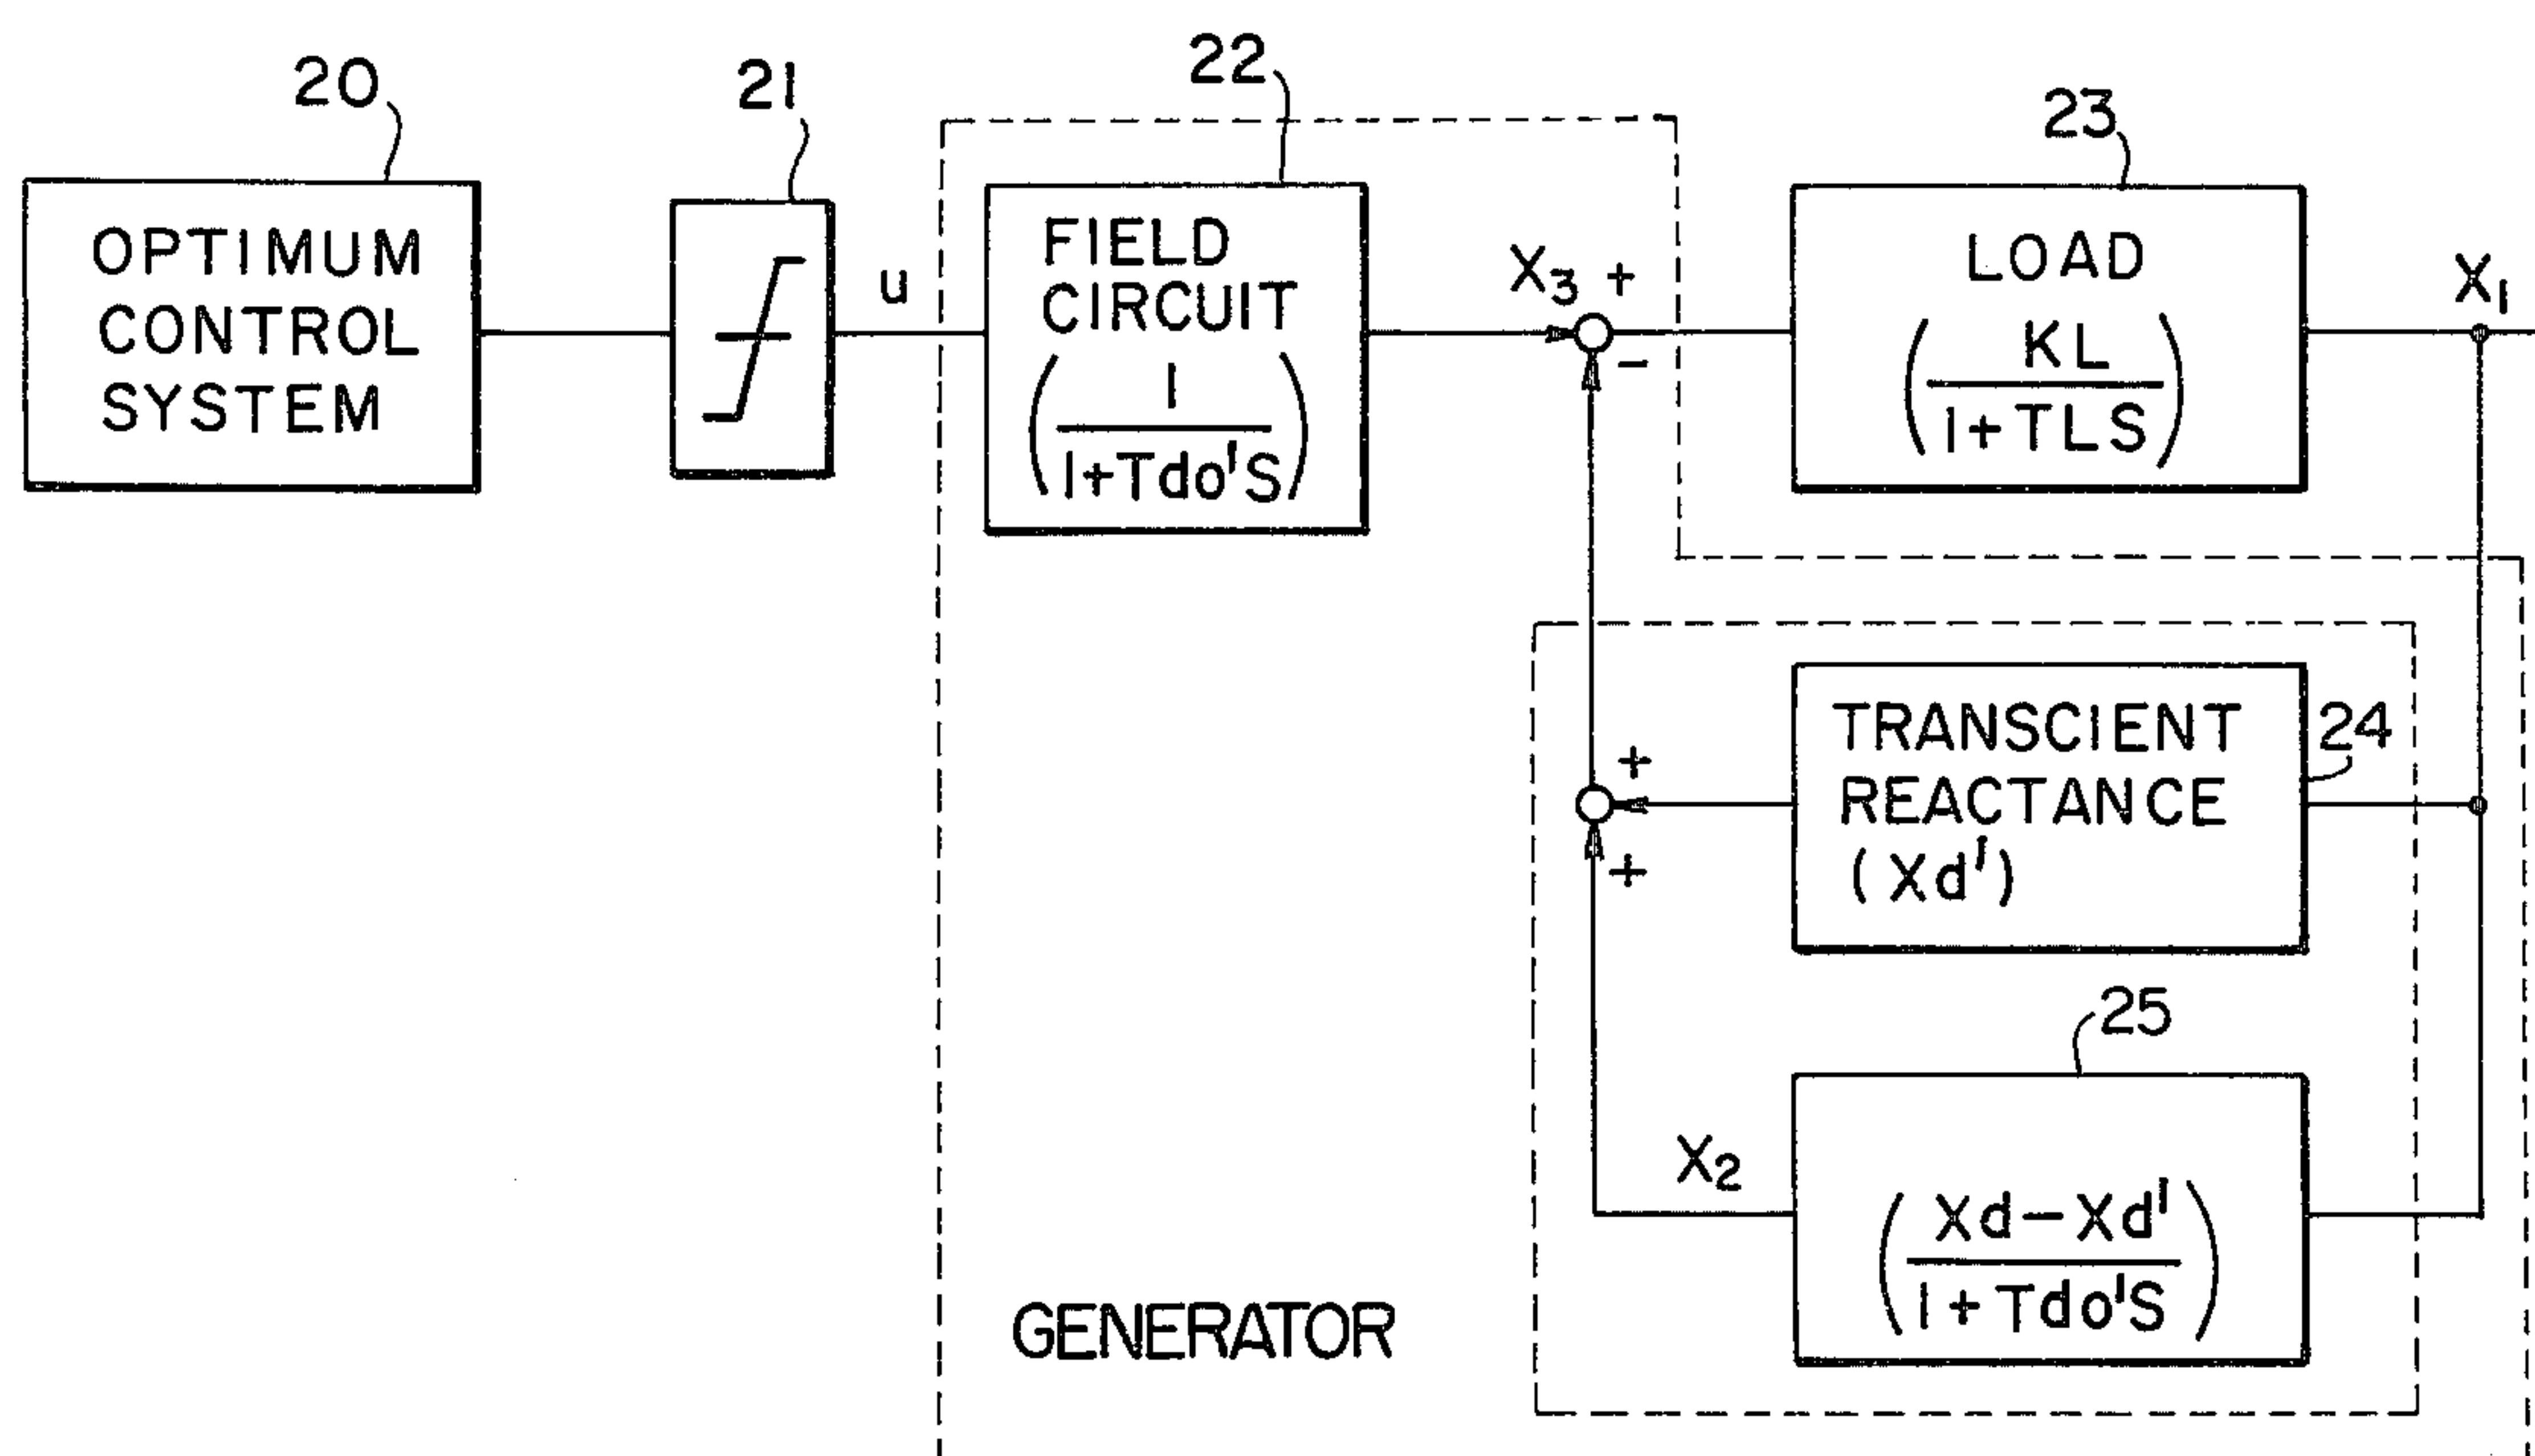 20
21
22
23
OPTIMUM
CONTROL
SYSTEM
u
FIELD
CIRCUIT
(1/1+Tdo'S)
X3 +
-
LOAD
(KL/1+TLS)
X1
TRANSCIENT
REACTANCE
(Xd')
24
+
+
25
X2
(Xd-Xd'/1+Tdo'S)
GENERATOR